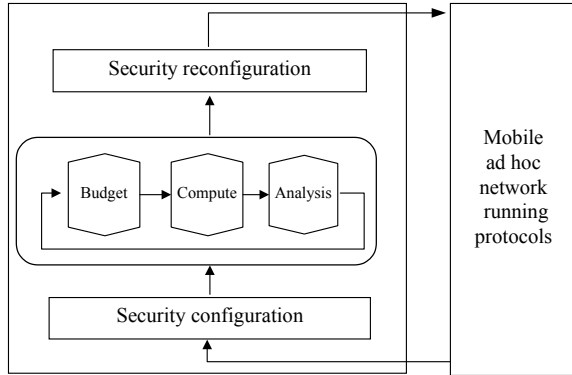 Security reconfiguration
Budget
Compute
Analysis
Security configuration
Mobile
ad hoc
network
running
protocols